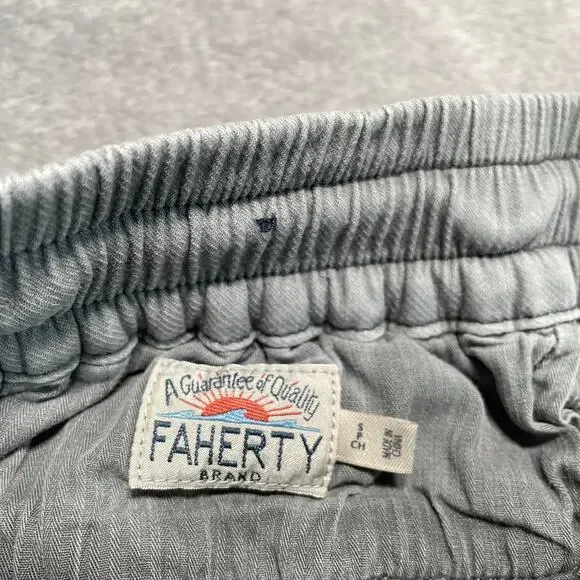 A Guarantee of Quality
FAHERTY
BRAND
S
P
CH
MADE IN
CHINA